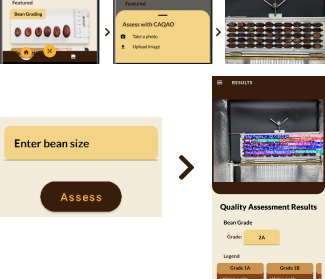 Featured
Bean Grading
Featured
Assess with CAQAO
Take a photo
Upload Image
Enter bean size
Assess
RESULTS
Quality Assessment Results
Bean Grade
Grade: 2A
Legend
Grade 1A Grade 1B